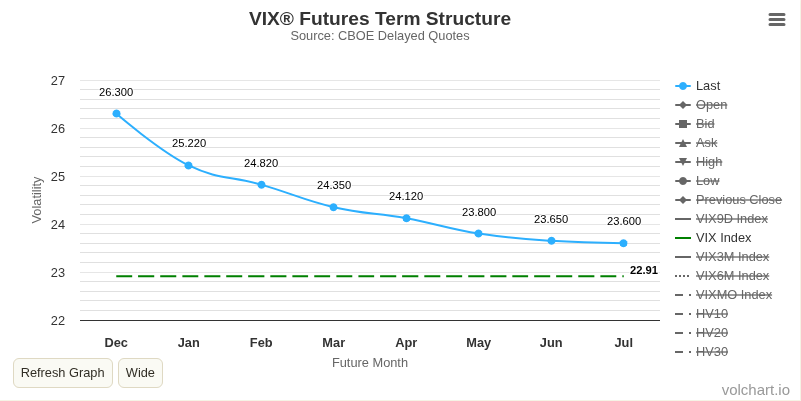 VIX® Futures Term Structure
Source: CBOE Delayed Quotes
27
26
25
24
23
22
Volatility
26.300
25.220
24.820
24.350
24.120
23.800
23.650
23.600
22.91
Dec Jan Feb Mar Apr May Jun Jul
Future Month
Last
Open
Bid
Ask
High
Low
Previous Close
VIX9D Index
VIX Index
VIX3M Index
VIX6M Index
VIXMO Index
HV10
HV20
HV30
Refresh Graph
Wide
volchart.io